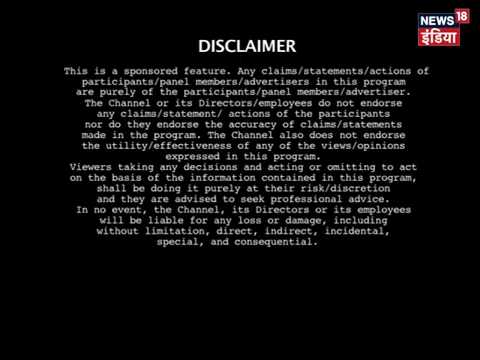 NEWS 18
इंडिया
DISCLAIMER
This is a sponsored feature. Any claims/statements/actions of
participants/panel members/advertisers in this program
are purely of the participants/panel members/advertiser.
The Channel or its Directors/employees do not endorse
any claims/statement/ actions of the participants
nor do they endorse the accuracy of claims/statements
made in the program. The Channel also does not endorse
the utility/effectiveness of any of the views/opinions
expressed in this program.
Viewers taking any decisions and acting or omitting to act
on the basis of the information contained in this program,
shall be doing it purely at their risk/discretion
and they are advised to seek professional advice.
In no event, the Channel, its Directors or its employees
will be liable for any loss or damage, including
without limitation, direct, indirect, incidental,
special, and consequential.